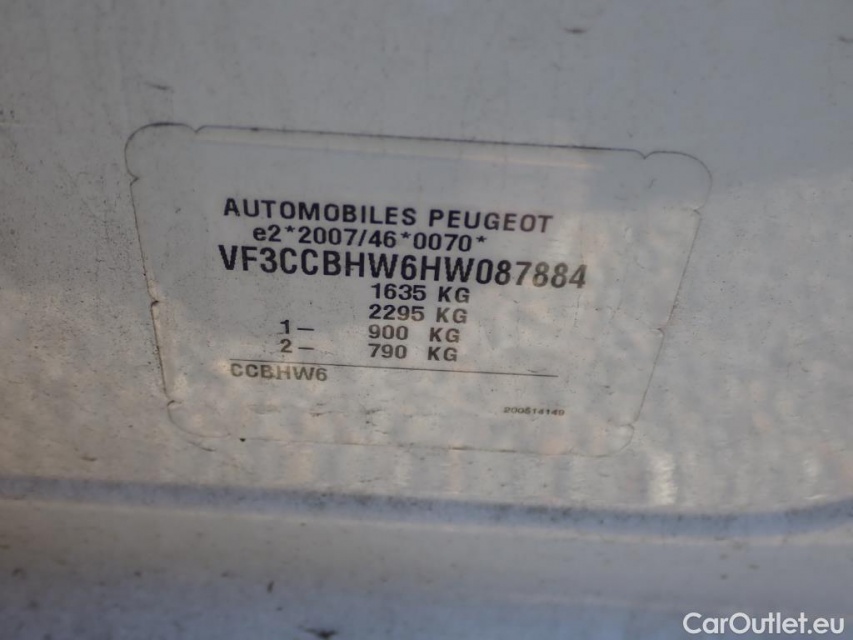 AUTOMOBILES PEUGEOT
e2*2007/46*0070*
VF3CCBHW6HW087884
1635 KG
2295 KG
1- 900 KG
2- 790 KG
CCBHW6
200614149
CarOutlet.eu